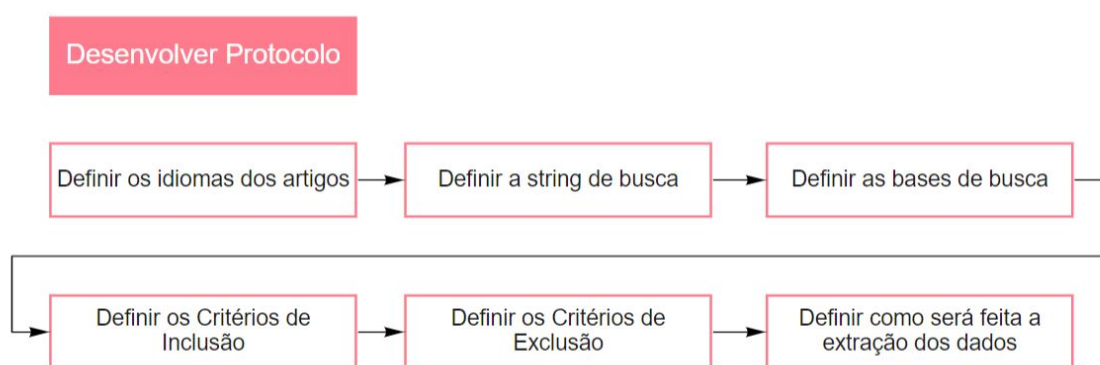 Desenvolver Protocolo
Definir os idiomas dos artigos
Definir a string de busca
Definir as bases de busca
Definir os Critérios de
Inclusão
Definir os Critérios de
Exclusão
Definir como será feita a
extração dos dados